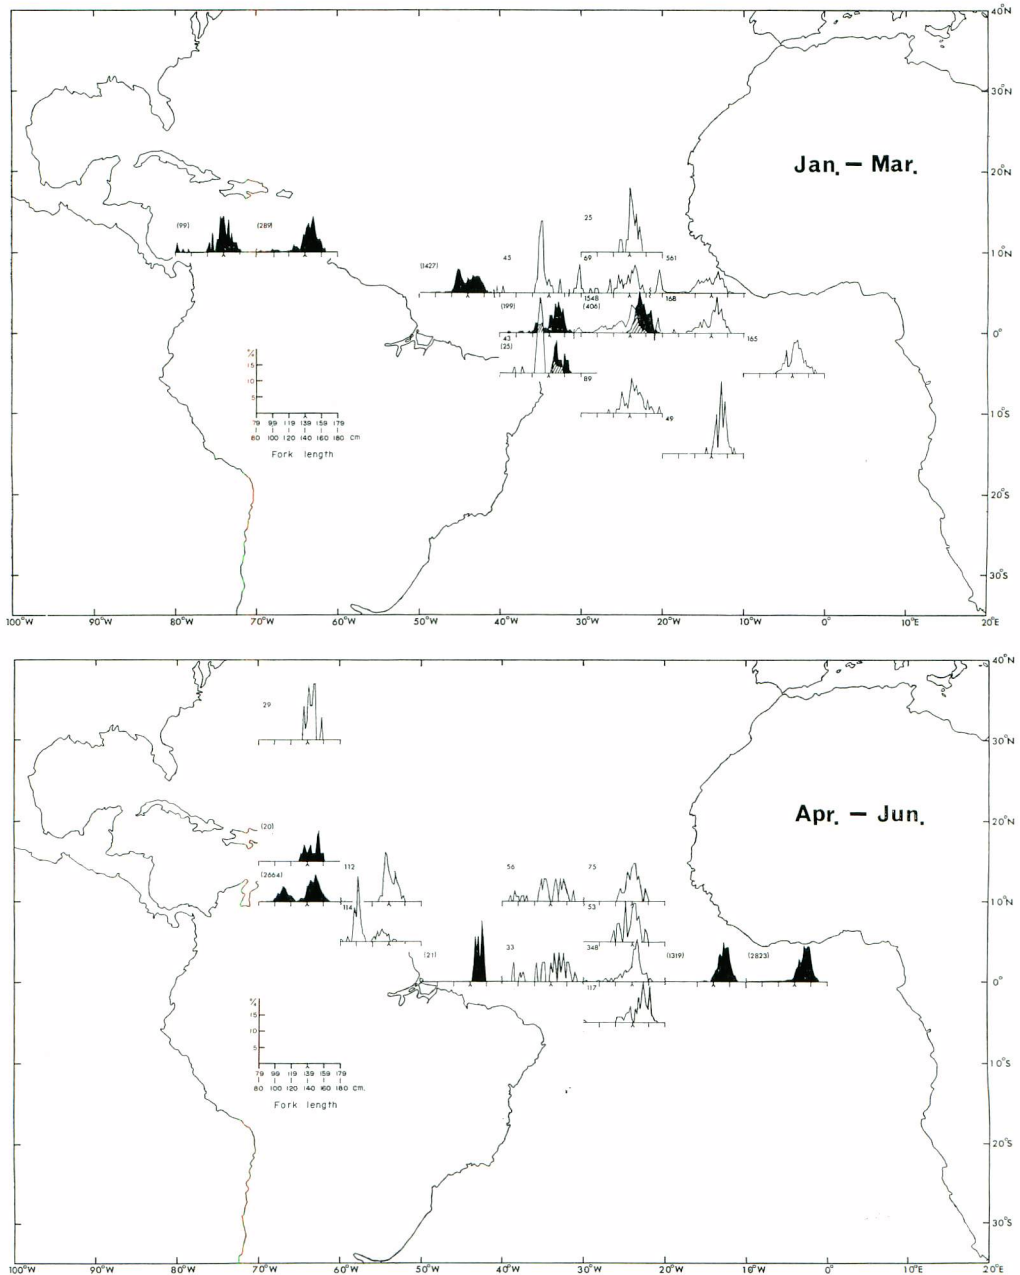 40°N
30°N
Jan. — Mar.
20°N
25
(99) (289)
45 69 561
10°N
(1427)
1548 168
(199) (406)
0°
43 165
(25)
%
15
10
5
89
49
10°S
79 99 119 139 159 179
80 100 120 140 160 180 cm
Fork length
20°S
30°S
100°W 90°W 80°W 70°W 60°W 50°W 40°W 30°W 20°W 10°W 0° 10°E 20°E
40°N
29
30°N
Apr. — Jun.
20°N
(20)
112 56 75
(2664)
10°N
114 53
(21) 33 348 (1319) (2823)
0°
117
%
15
10
5
10°S
79 99 119 139 159 179
80 100 120 140 160 180 cm.
Fork length
20°S
30°S
100°W 90°W 80°W 70°W 60°W 50°W 40°W 30°W 20°W 10°W 0° 10°E 20°E